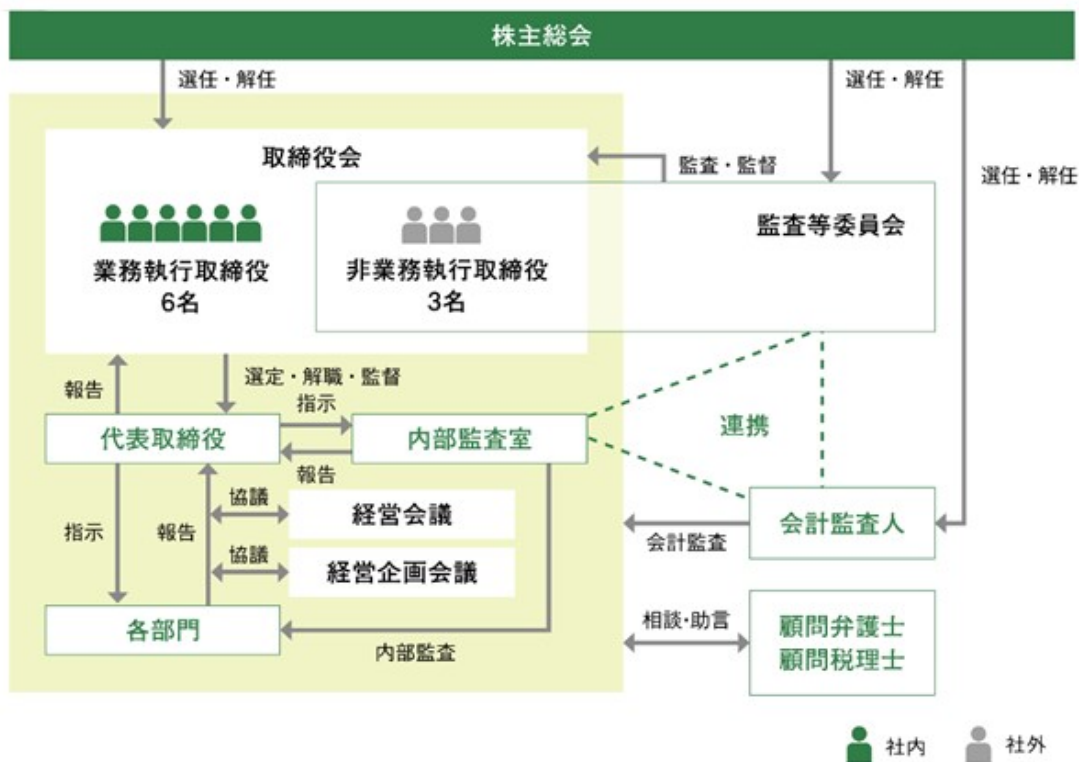 株主総会
選任・解任
選任・解任
選任・解任
取締役会
監査・監督
監査等委員会
業務執行取締役
6名
非業務執行取締役
3名
報告
選定・解職・監督
代表取締役
指示
報告
内部監査室
連携
指示
報告
協議
経営会議
協議
経営企画会議
会計監査
会計監査人
各部門
内部監査
相談・助言
顧問弁護士
顧問税理士
社内
社外